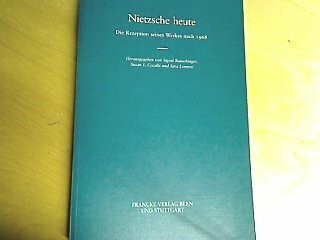 Nietzsche heute
Die Rezeption seines Werkes nach 1968
Herausgegeben von Sigrid Bauschinger,
Susan L. Cocalis und Sara Lennox
FRANCKE VERLAG BERN
UND STUTTGART